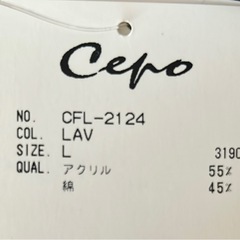 Cepo
NO. CFL-2124
COL. LAV
SIZE. L 3190
QUAL. アクリル 55%
綿 45%